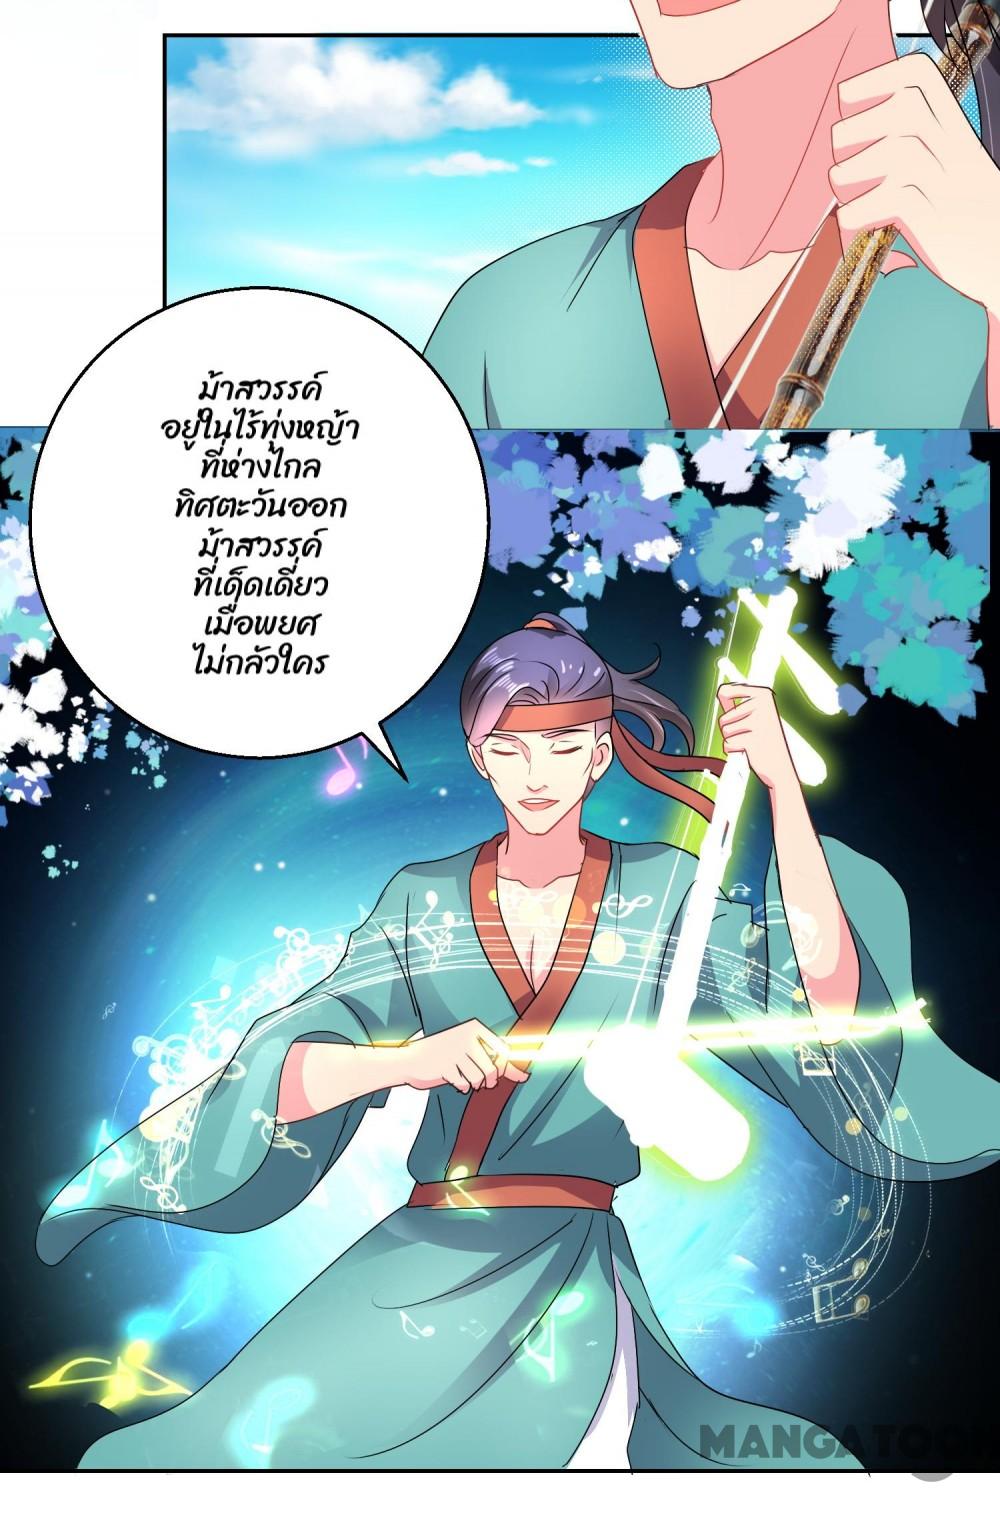 ม้าสวรรค์
อยู่ในไร้ทุ่งหญ้า
ที่ห่างไกล
ทิศตะวันออก
ม้าสวรรค์
ที่เด็ดเดี่ยว
เมื่อพยศ
ไม่กลัวใคร
MANGATOON